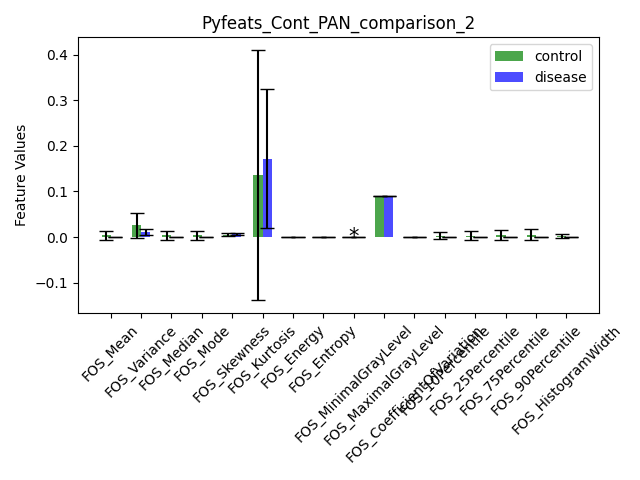 Pyfeats_Cont_PAN_comparison_2
control
disease
Feature Values
0.4
0.3
0.2
0.1
0.0
−0.1
*
FOS_Mean
FOS_Variance
FOS_Median
FOS_Mode
FOS_Skewness
FOS_Kurtosis
FOS_Energy
FOS_Entropy
FOS_MinimalGrayLevel
FOS_MaximalGrayLevel
FOS_CoefficientOfVariation
FOS_10Percentile
FOS_25Percentile
FOS_75Percentile
FOS_90Percentile
FOS_HistogramWidth